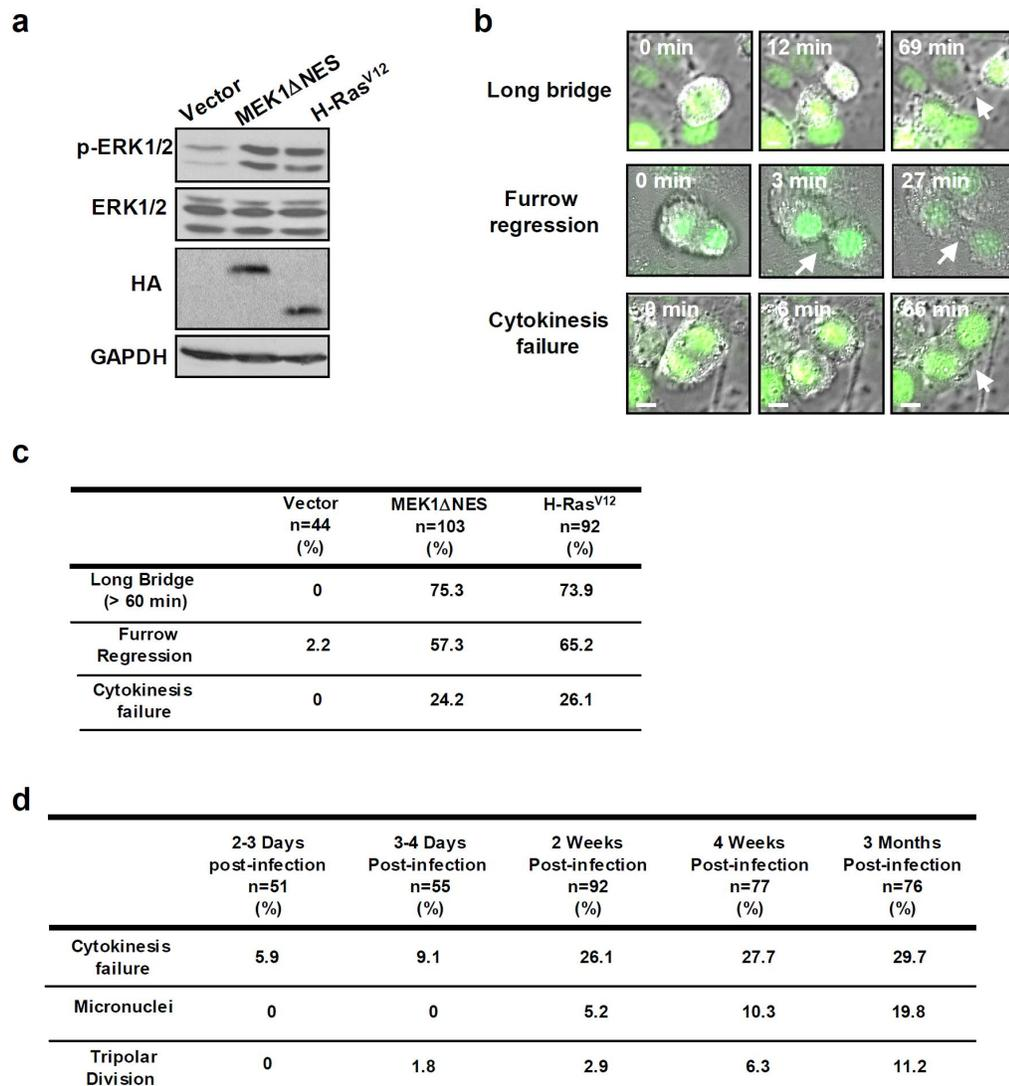 a
Vector
MEK1ΔNES
H-RasV12
p-ERK1/2
ERK1/2
HA
GAPDH
b
Long bridge
0 min
12 min
69 min
Furrow
regression
0 min
3 min
27 min
Cytokinesis
failure
0 min
6 min
66 min
c
Vector
n=44
(%)
MEK1ΔNES
n=103
(%)
H-RasV12
n=92
(%)
Long Bridge
(> 60 min)
0
75.3
73.9
Furrow
Regression
2.2
57.3
65.2
Cytokinesis
failure
0
24.2
26.1
d
2-3 Days
post-infection
n=51
(%)
3-4 Days
Post-infection
n=55
(%)
2 Weeks
Post-infection
n=92
(%)
4 Weeks
Post-infection
n=77
(%)
3 Months
Post-infection
n=76
(%)
Cytokinesis
failure
5.9
9.1
26.1
27.7
29.7
Micronuclei
0
0
5.2
10.3
19.8
Tripolar
Division
0
1.8
2.9
6.3
11.2